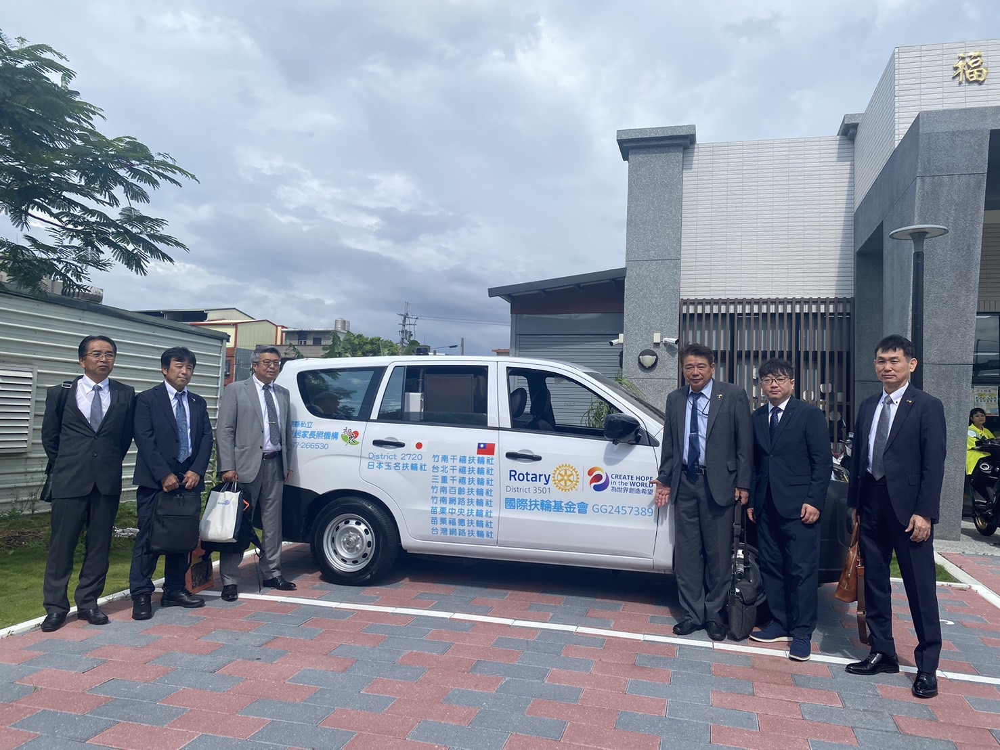 福
縣私立
居家長照機構
初衷
7-266530
District 2720
日本玉名扶輪社
竹南千禧扶輪社
台北千禧扶輪社
三重千禧扶輪社
竹南百齡扶輪社
竹南網路扶輪社
苗栗中央扶輪社
苗栗福德扶輪社
台灣網路扶輪社
Rotary
District 3501
CREATE HOPE
in the WORLD
為世界創造希望
國際扶輪基金會 GG2457389
Rotary